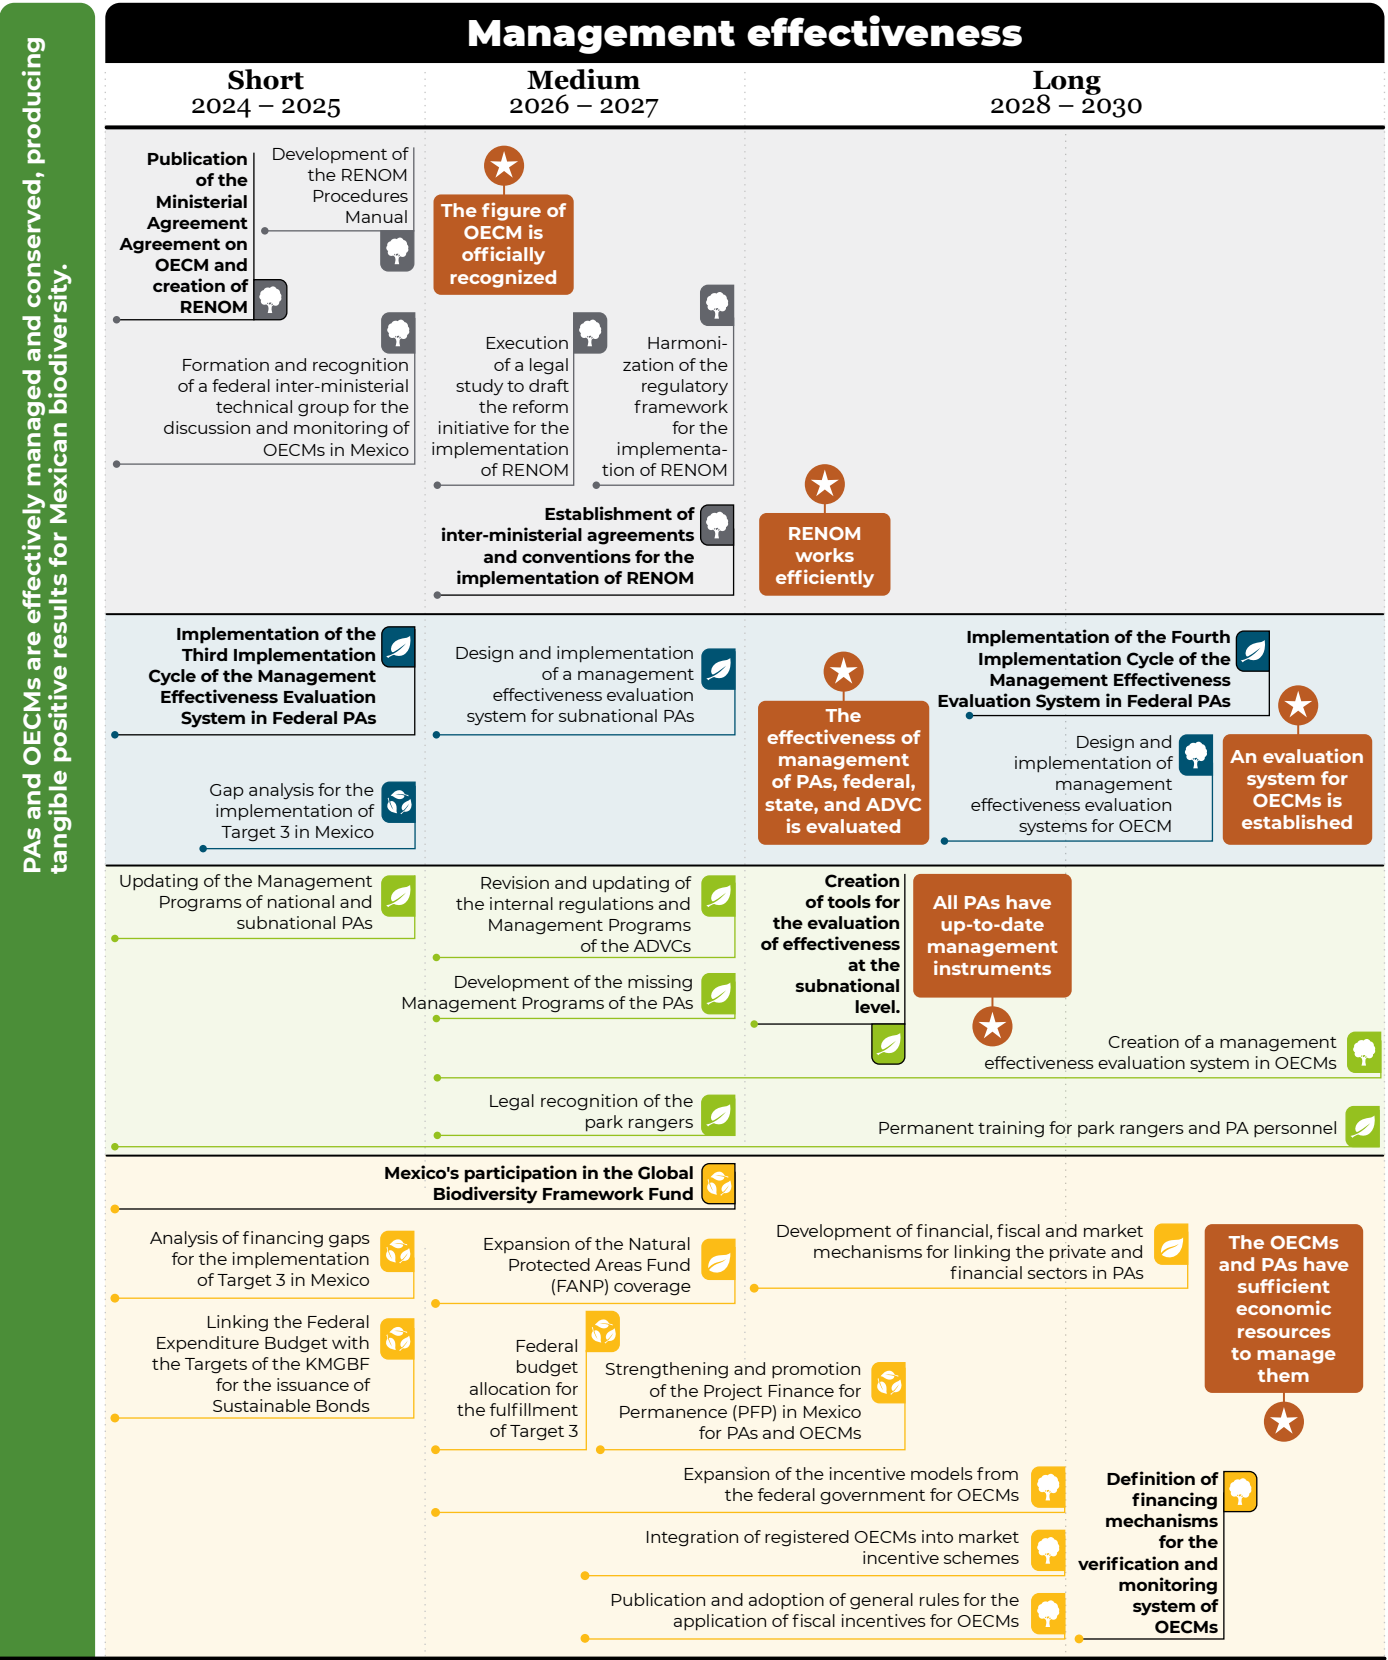 PAs and OECMs are effectively managed and conserved, producing
tangible positive results for Mexican biodiversity.
Management effectiveness
Short
2024 – 2025
Medium
2026 – 2027
Long
2028 – 2030
Publication
of the
Ministerial
Agreement
Agreement on
OECM and
creation of
RENOM
Development of
the RENOM
Procedures
Manual
The figure of
OECM is
officially
recognized
Formation and recognition
of a federal inter-ministerial
technical group for the
discussion and monitoring of
OECMs in Mexico
Execution
of a legal
study to draft
the reform
initiative for the
implementation
of RENOM
Harmoni-
zation of the
regulatory
framework
for the
implementa-
tion of RENOM
Establishment of
inter-ministerial agreements
and conventions for the
implementation of RENOM
RENOM
works
efficiently
Implementation of the
Third Implementation
Cycle of the Management
Effectiveness Evaluation
System in Federal PAs
Design and implementation
of a management
effectiveness evaluation
system for subnational PAs
The
effectiveness of
management
of PAs, federal,
state, and ADVC
is evaluated
Implementation of the Fourth
Implementation Cycle of the
Management Effectiveness
Evaluation System in Federal PAs
Design and
implementation of
management
effectiveness evaluation
systems for OECM
An evaluation
system for
OECMs is
established
Gap analysis for the
implementation of
Target 3 in Mexico
Updating of the Management
Programs of national and
subnational PAs
Revision and updating of
the internal regulations and
Management Programs
of the ADVCs
Development of the missing
Management Programs of the PAs
Creation
of tools for
the evaluation
of effectiveness
at the
subnational
level.
All PAs have
up-to-date
management
instruments
Creation of a management
effectiveness evaluation system in OECMs
Legal recognition of the
park rangers
Permanent training for park rangers and PA personnel
Mexico's participation in the Global
Biodiversity Framework Fund
Analysis of financing gaps
for the implementation
of Target 3 in Mexico
Expansion of the Natural
Protected Areas Fund
(FANP) coverage
Development of financial, fiscal and market
mechanisms for linking the private and
financial sectors in PAs
The OECMs
and PAs have
sufficient
economic
resources
to manage
them
Linking the Federal
Expenditure Budget with
the Targets of the KMGBF
for the issuance of
Sustainable Bonds
Federal
budget
allocation for
the fulfillment
of Target 3
Strengthening and promotion
of the Project Finance for
Permanence (PFP) in Mexico
for PAs and OECMs
Expansion of the incentive models from
the federal government for OECMs
Integration of registered OECMs into market
incentive schemes
Publication and adoption of general rules for the
application of fiscal incentives for OECMs
Definition of
financing
mechanisms
for the
verification and
monitoring
system of
OECMs